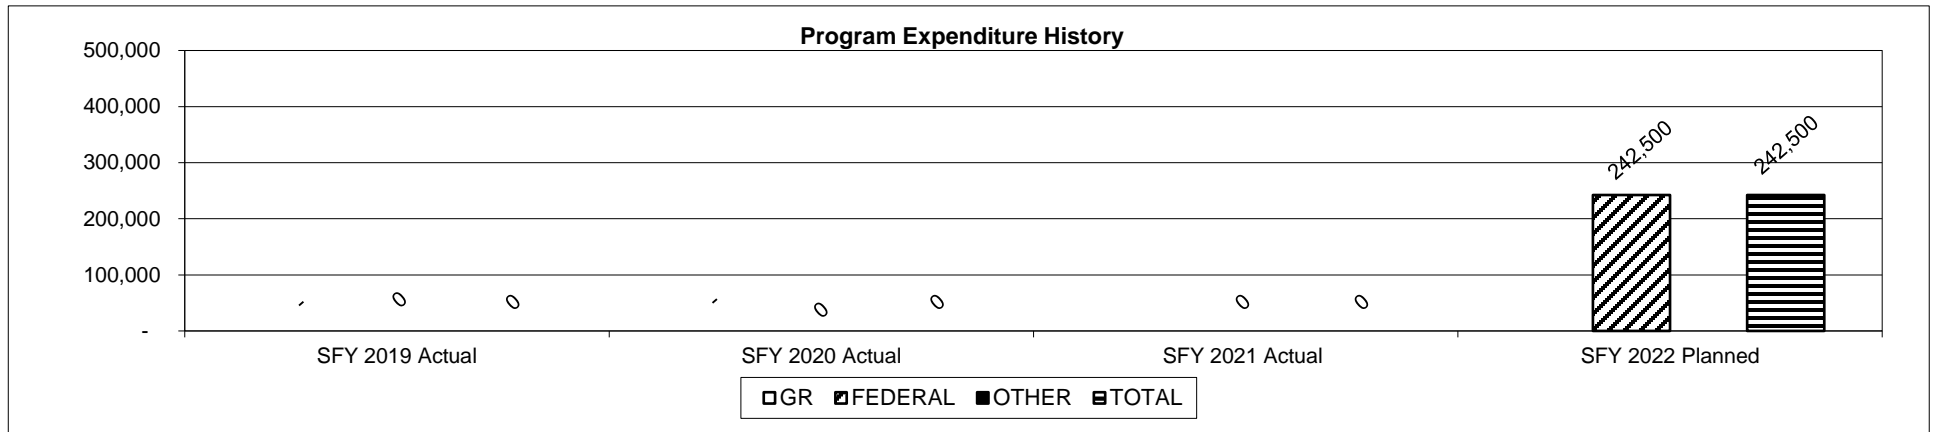 Program Expenditure History
500,000
400,000
300,000
200,000
100,000
-
- 0 0 - 0 0 0 0 242,500 242,500
SFY 2019 Actual SFY 2020 Actual SFY 2021 Actual SFY 2022 Planned
GR FEDERAL OTHER TOTAL